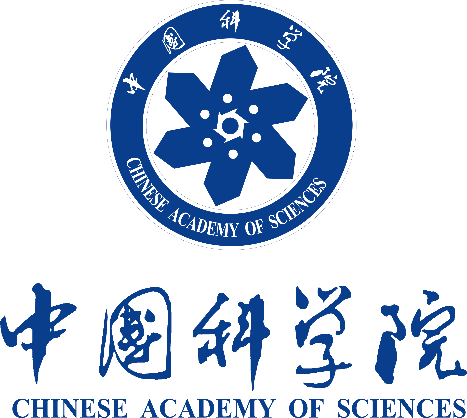 中國科学院
CHINESE ACADEMY OF SCIENCES
中國科学院
CHINESE ACADEMY OF SCIENCES